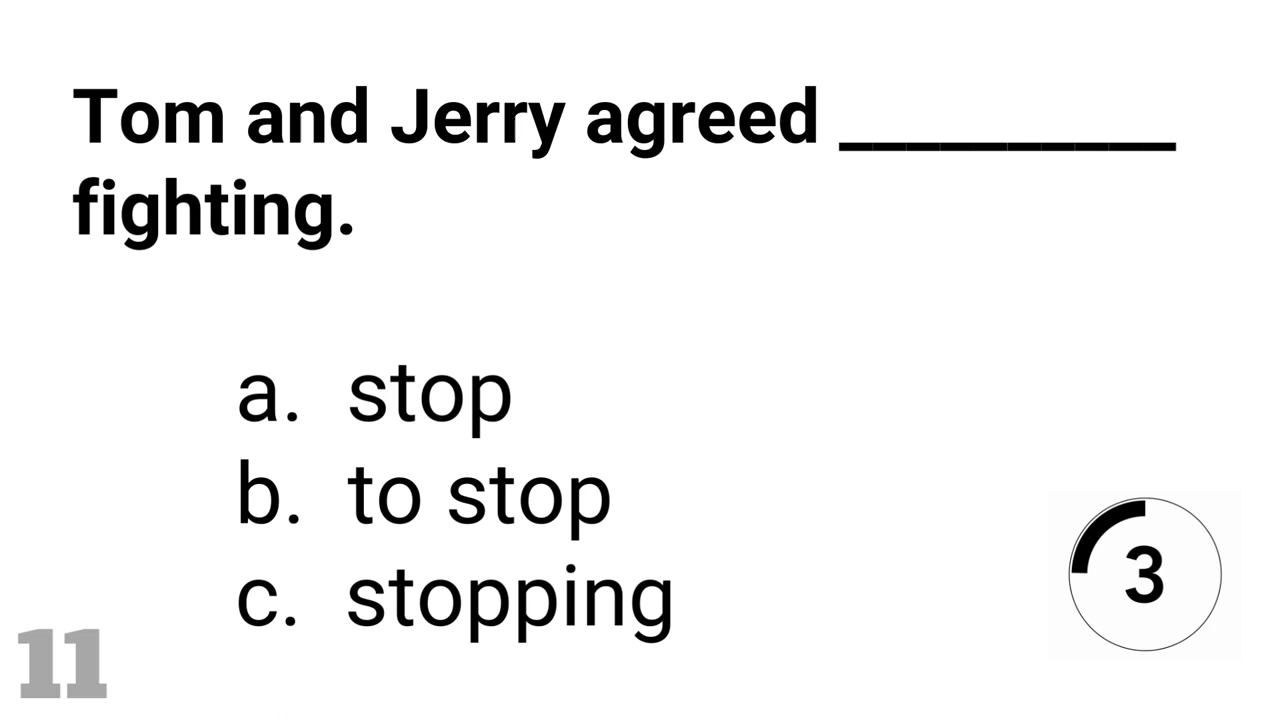 Tom and Jerry agreed __________
fighting.
a. stop
b. to stop
c. stopping
3
11